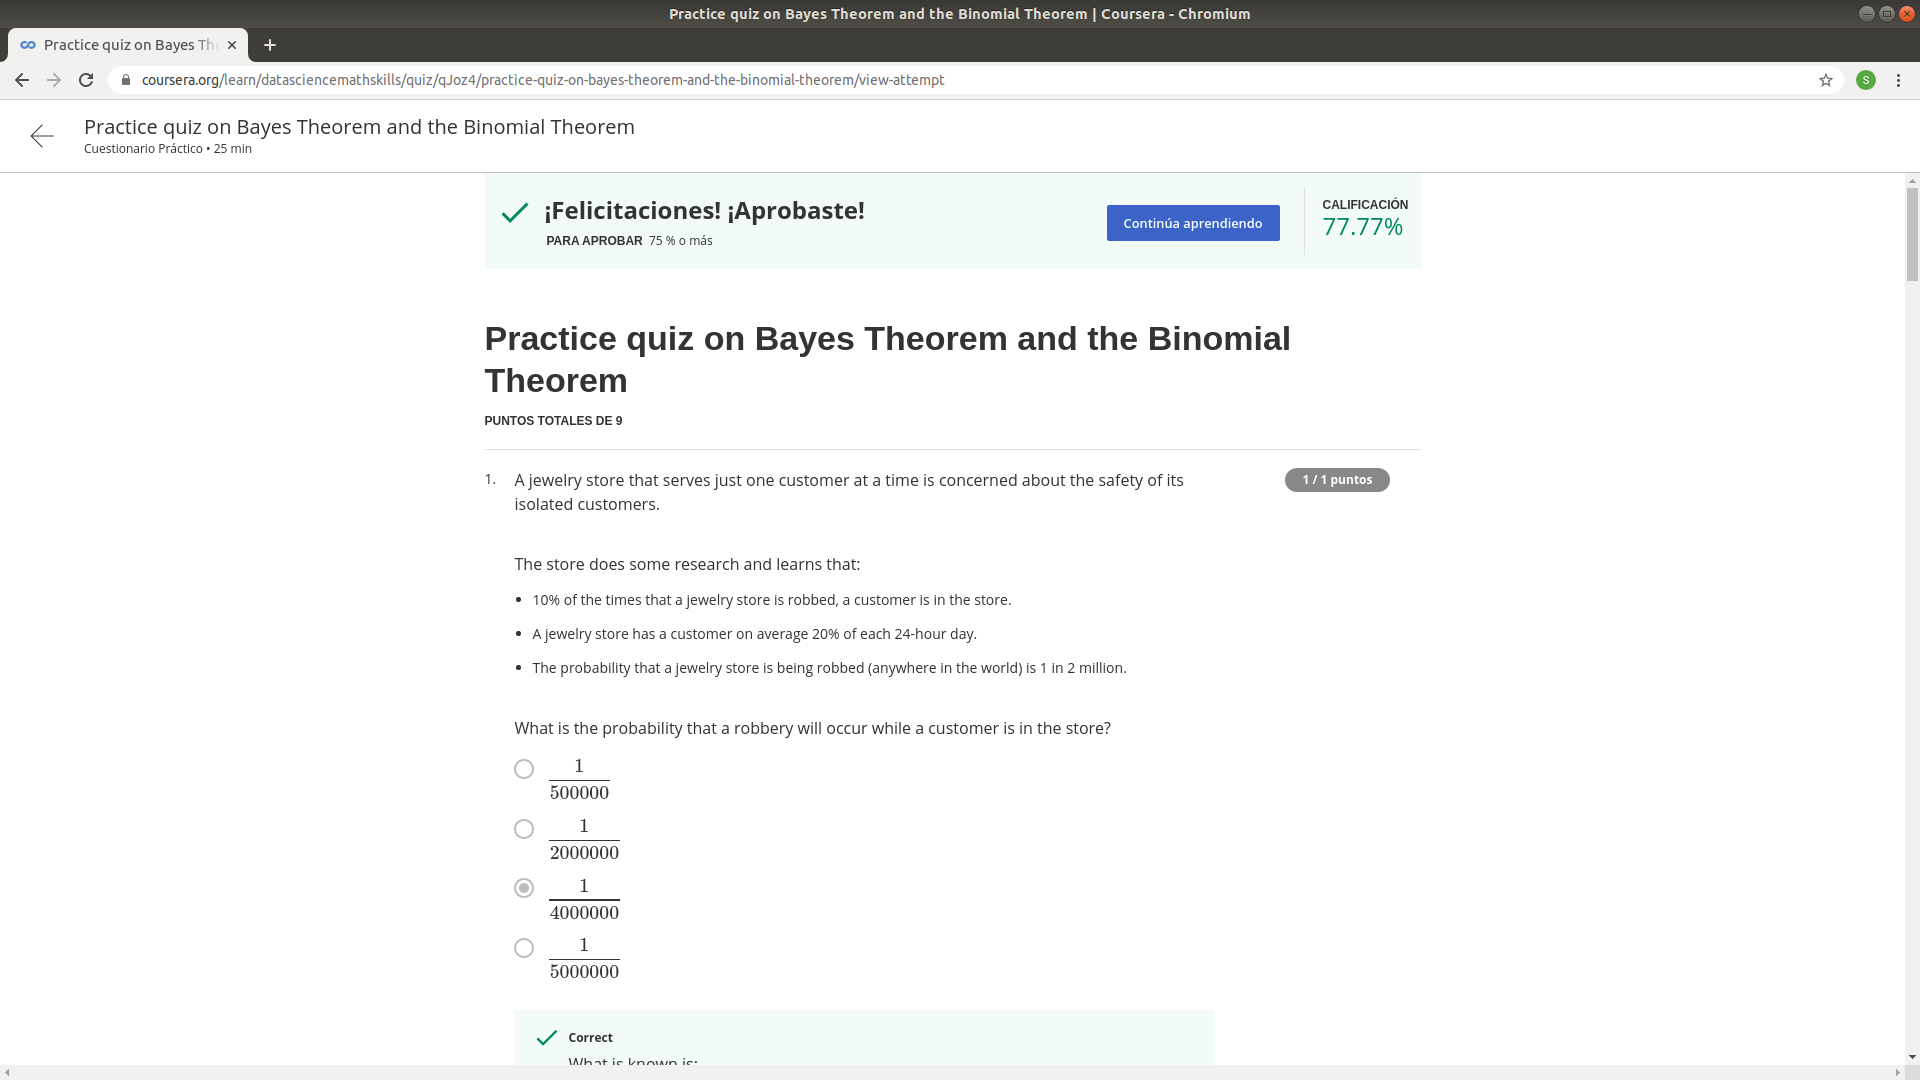 Practice quiz on Bayes Theorem and the Binomial Theorem | Coursera - Chromium
Practice quiz on Bayes Th
coursera.org/learn/datasciencemathskills/quiz/qJoz4/practice-quiz-on-bayes-theorem-and-the-binomial-theorem/view-attempt
S
Practice quiz on Bayes Theorem and the Binomial Theorem
Cuestionario Práctico • 25 min
¡Felicitaciones! ¡Aprobaste!
PARA APROBAR 75 % o más
Continúa aprendiendo
CALIFICACIÓN
77.77%
Practice quiz on Bayes Theorem and the Binomial
Theorem
PUNTOS TOTALES DE 9
1. A jewelry store that serves just one customer at a time is concerned about the safety of its
isolated customers.
1 / 1 puntos
The store does some research and learns that:
• 10% of the times that a jewelry store is robbed, a customer is in the store.
• A jewelry store has a customer on average 20% of each 24-hour day.
• The probability that a jewelry store is being robbed (anywhere in the world) is 1 in 2 million.
What is the probability that a robbery will occur while a customer is in the store?
1
500000
1
2000000
1
4000000
1
5000000
Correct
What is known is: